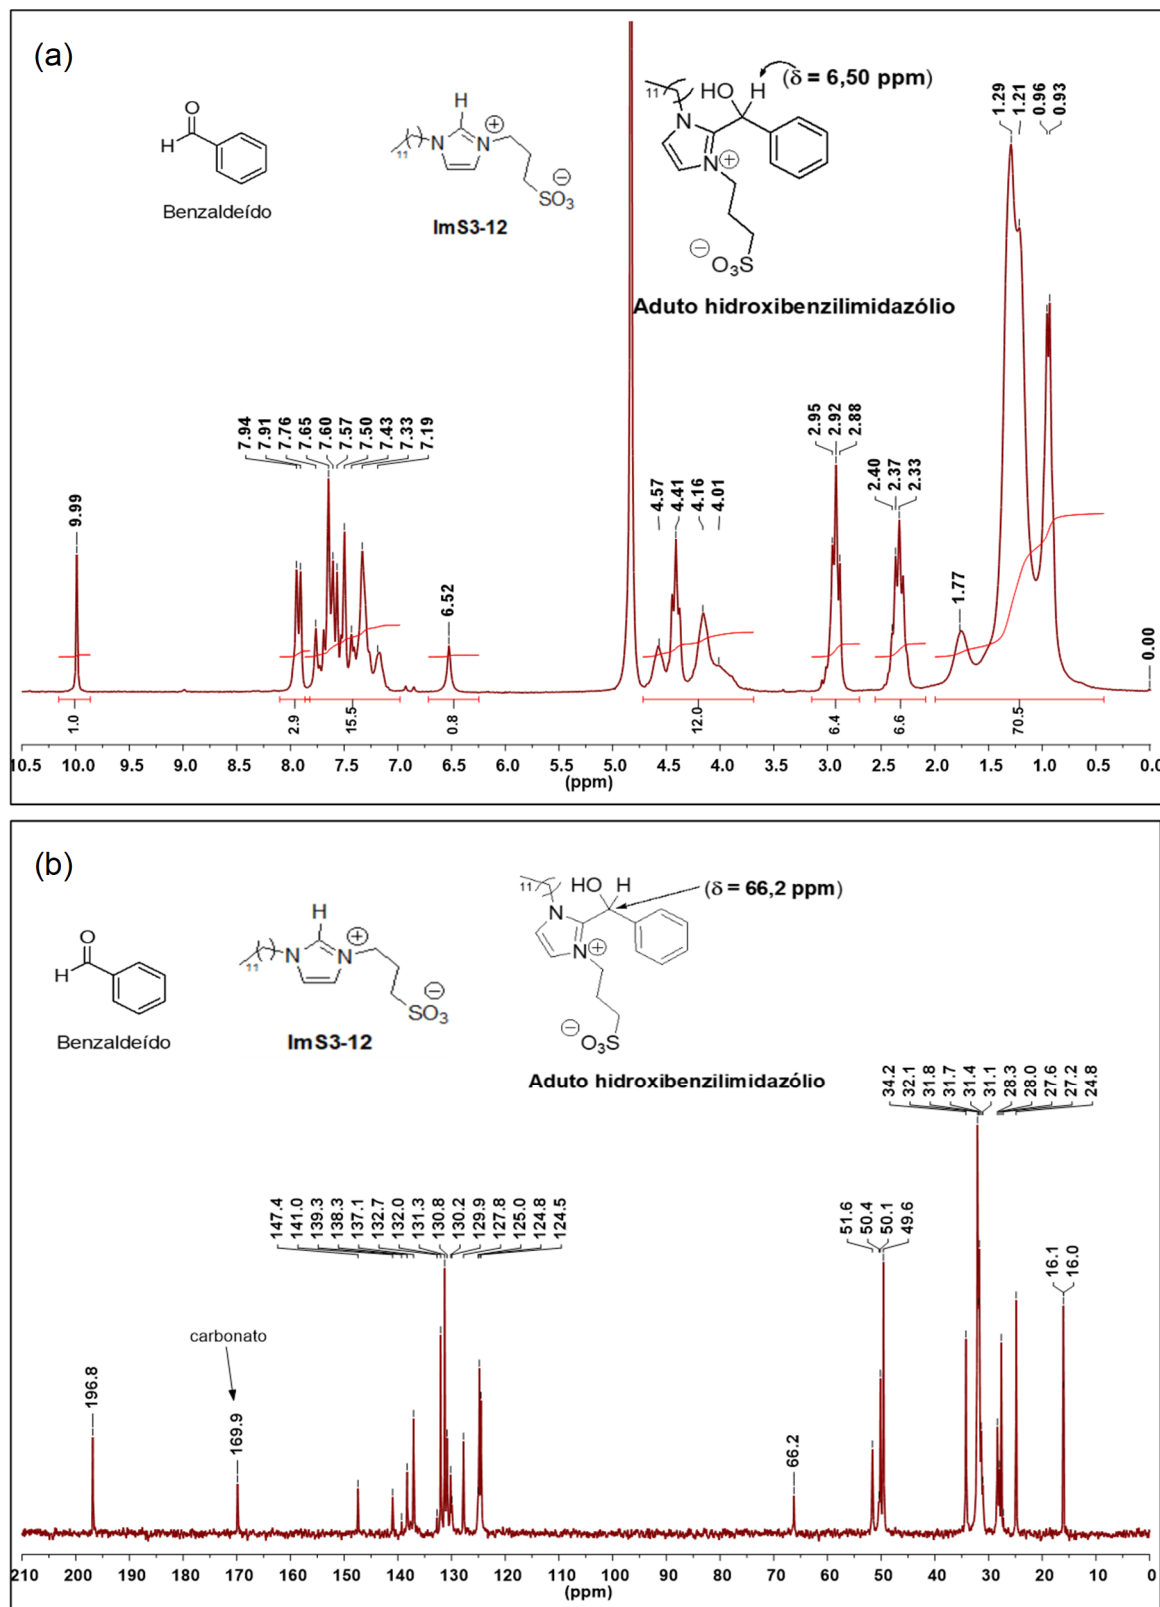 (a)
H
O
Benzaldeído
H
N
N
⊕
11
SO3
⊖
ImS3-12
11
HO
H
(δ = 6,50 ppm)
N
N
⊕
⊖
O3S
Aduto hidroxibenzilimidazólio
9.99
7.94
7.91
7.76
7.65
7.60
7.57
7.50
7.43
7.33
7.19
6.52
4.57
4.41
4.16
4.01
2.95
2.92
2.88
2.40
2.37
2.33
1.77
1.29
1.21
0.96
0.93
0.00
1.0
2.9
15.5
0.8
12.0
6.4
6.6
70.5
10.5 10.0 9.5 9.0 8.5 8.0 7.5 7.0 6.5 6.0 5.5 5.0 4.5 4.0 3.5 3.0 2.5 2.0 1.5 1.0 0.5 0.0
(ppm)
(b)
H
O
Benzaldeído
H
N
N
⊕
11
SO3
⊖
ImS3-12
11
HO
H
(δ = 66,2 ppm)
N
N
⊕
⊖
O3S
Aduto hidroxibenzilimidazólio
196.8
carbonato
169.9
147.4
141.0
139.3
138.3
137.1
132.7
132.0
131.3
130.8
130.2
129.9
127.8
125.0
124.8
124.5
66.2
51.6
50.4
50.1
49.6
34.2
32.1
31.8
31.7
31.4
31.1
28.3
28.0
27.6
27.2
24.8
16.1
16.0
210 200 190 180 170 160 150 140 130 120 110 100 90 80 70 60 50 40 30 20 10 0
(ppm)